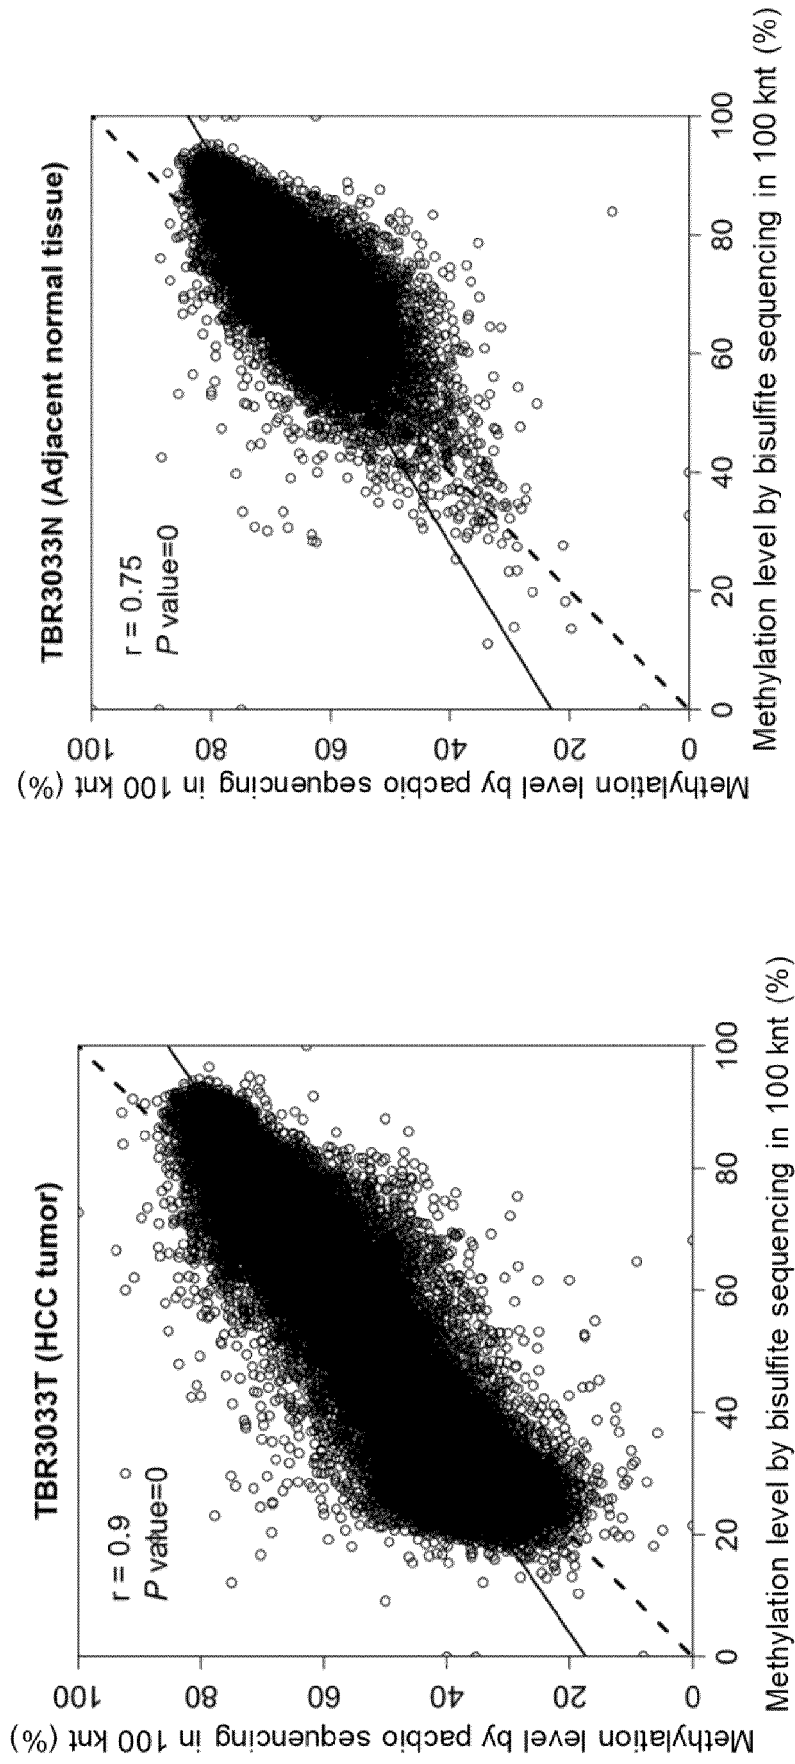 TBR3033T (HCC tumor)
r = 0.9
P value=0
100
80
60
40
20
0
Methylation level by pacbio sequencing in 100 knt (%)
0
20
40
60
80
100
Methylation level by bisulfite sequencing in 100 knt (%)
TBR3033N (Adjacent normal tissue)
r = 0.75
P value=0
100
80
60
40
20
0
Methylation level by pacbio sequencing in 100 knt (%)
0
20
40
60
80
100
Methylation level by bisulfite sequencing in 100 knt (%)